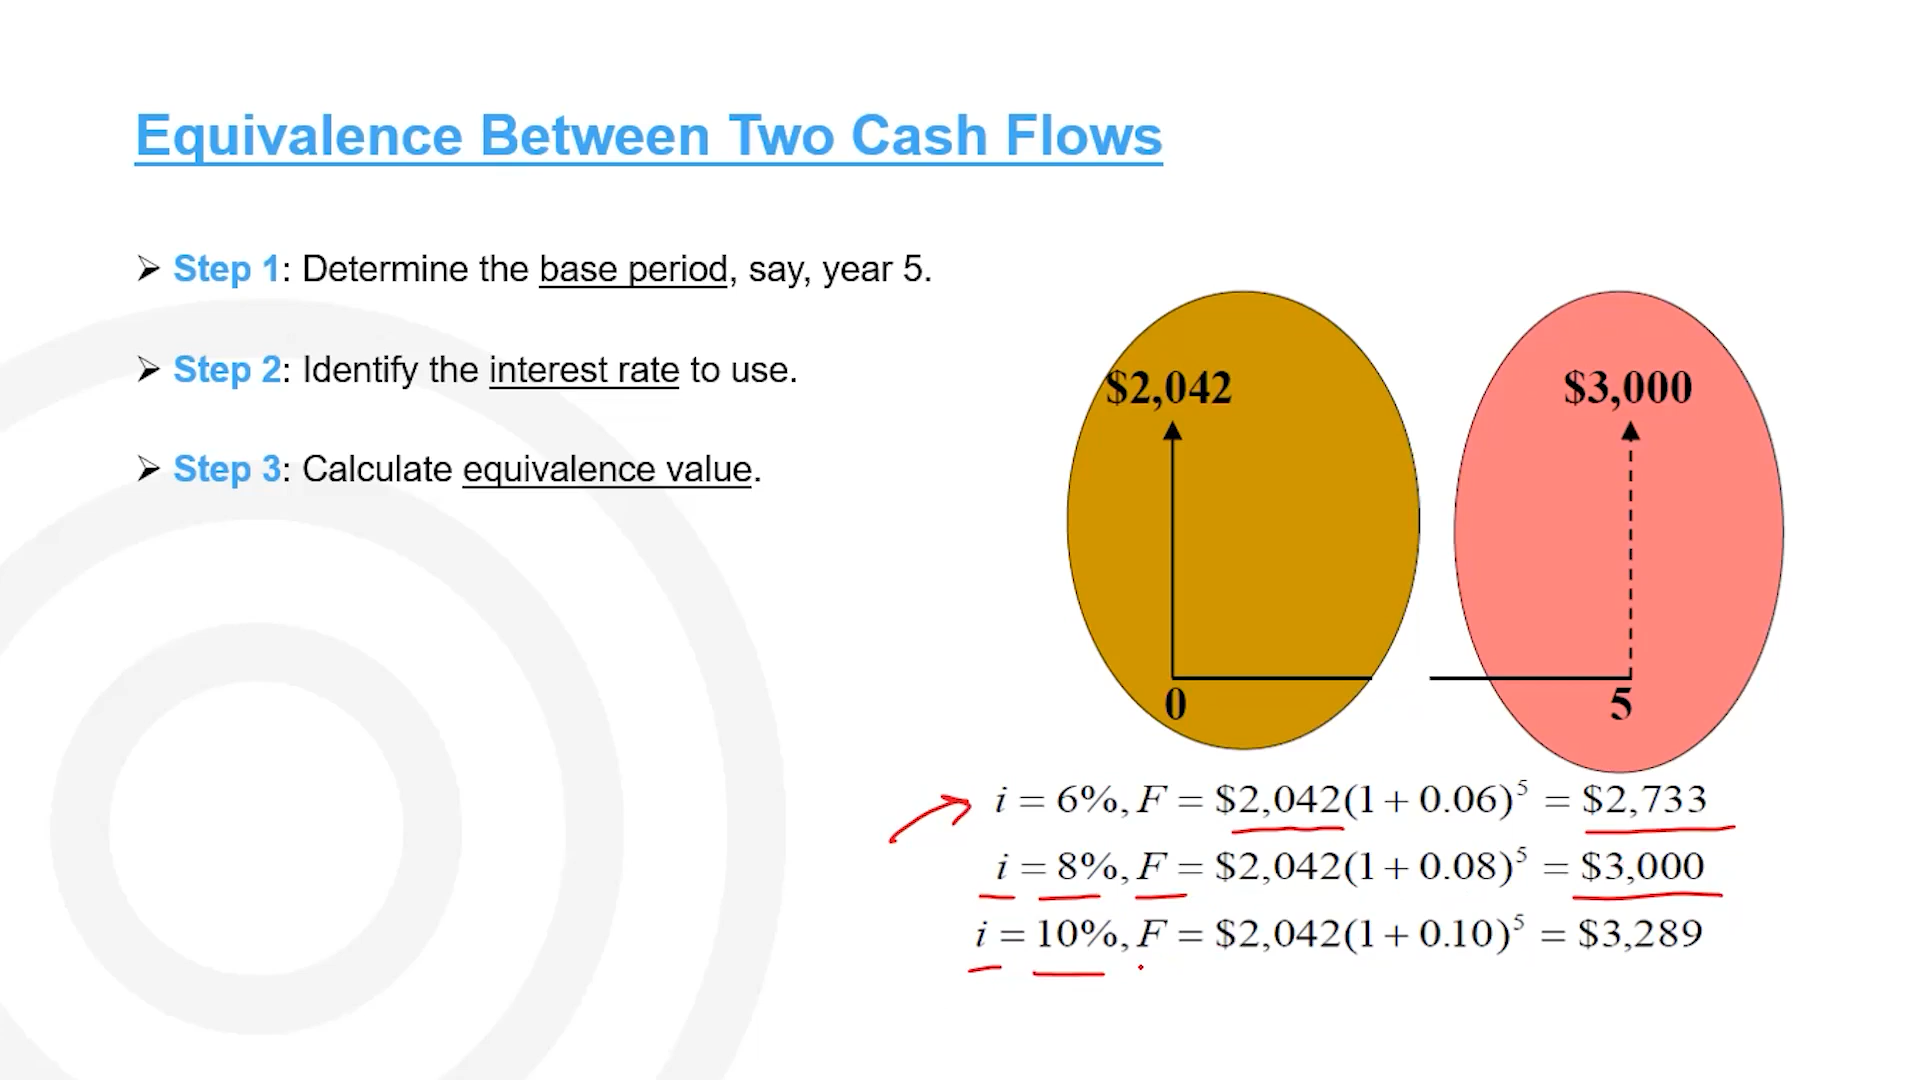 Equivalence Between Two Cash Flows
➢ Step 1: Determine the base period, say, year 5.
➢ Step 2: Identify the interest rate to use.
➢ Step 3: Calculate equivalence value.
$2,042
$3,000
0
5
i = 6%, F = $2,042(1 + 0.06)⁵ = $2,733
i = 8%, F = $2,042(1 + 0.08)⁵ = $3,000
i = 10%, F = $2,042(1 + 0.10)⁵ = $3,289